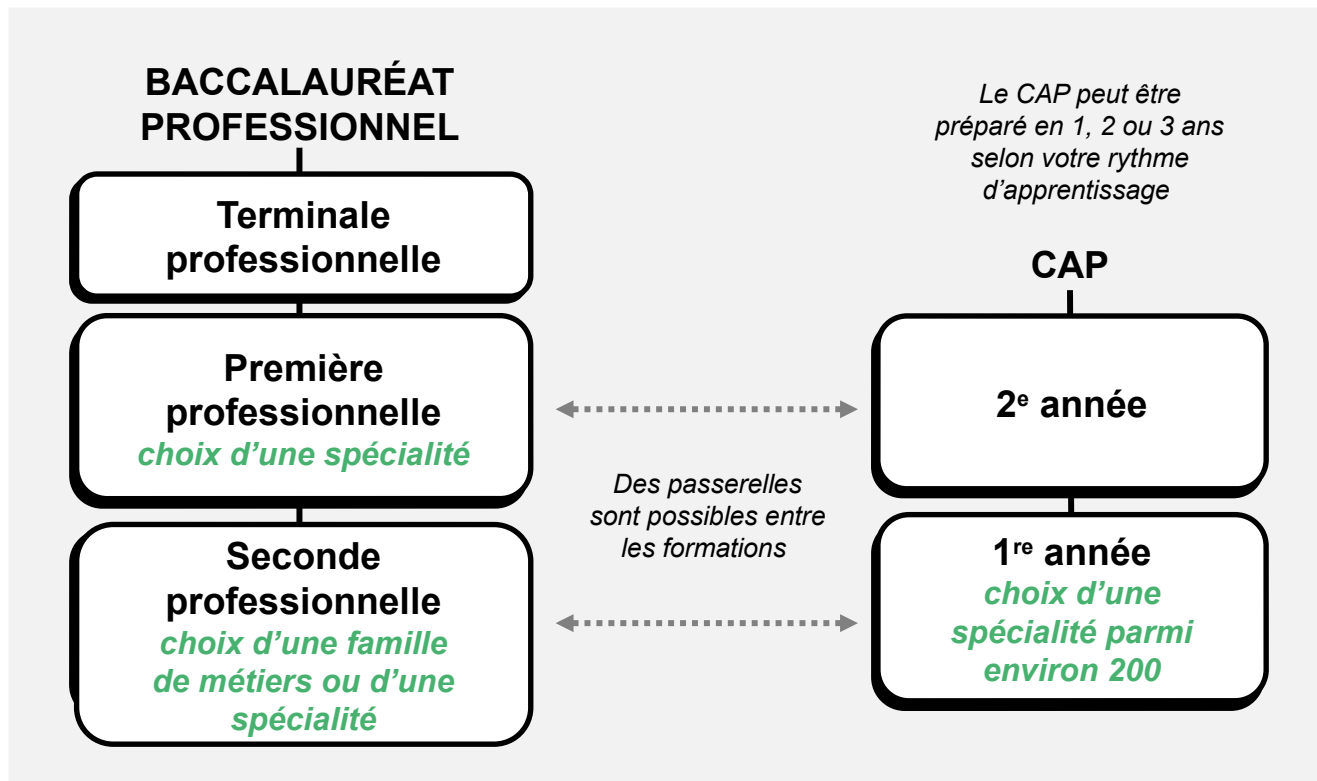 BACCALAURÉAT
PROFESSIONNEL
Terminale
professionnelle
Première
professionnelle
choix d’une spécialité
Seconde
professionnelle
choix d’une famille
de métiers ou d’une
spécialité
Des passerelles
sont possibles entre
les formations
Le CAP peut être
préparé en 1, 2 ou 3 ans
selon votre rythme
d’apprentissage
CAP
2e année
1re année
choix d’une
spécialité parmi
environ 200